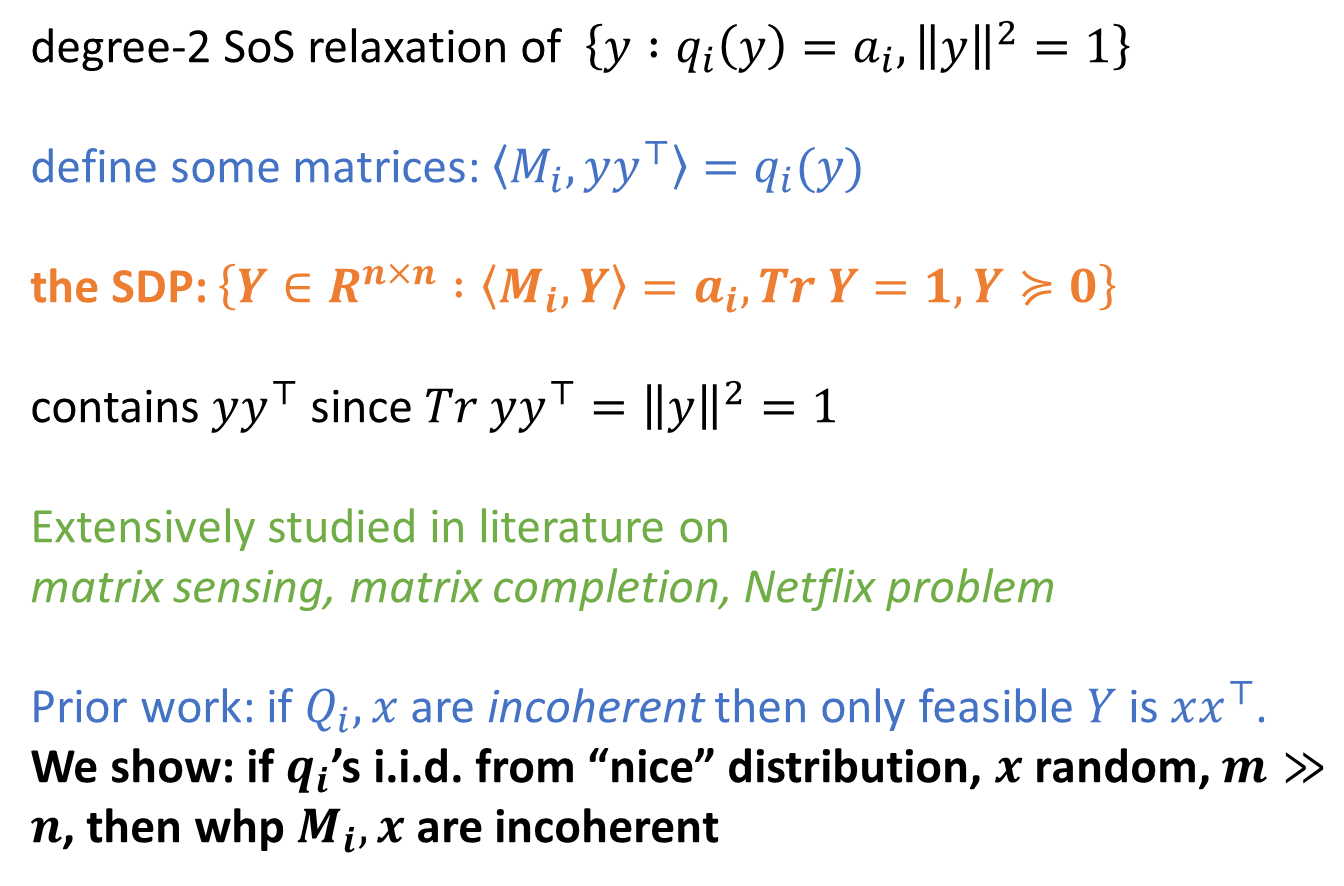 degree-2 SoS relaxation of {y : qᵢ(y) = aᵢ, ‖y‖² = 1}
define some matrices: ⟨Mᵢ, yy^⊤⟩ = qᵢ(y)
the SDP: {Y ∈ R^{n×n} : ⟨Mᵢ, Y⟩ = aᵢ, Tr Y = 1, Y ≽ 0}
contains yy^⊤ since Tr yy^⊤ = ‖y‖² = 1
Extensively studied in literature on
matrix sensing, matrix completion, Netflix problem
Prior work: if Qᵢ, x are incoherent then only feasible Y is xx^⊤.
We show: if qᵢ’s i.i.d. from “nice” distribution, x random, m ≫
n, then whp Mᵢ, x are incoherent